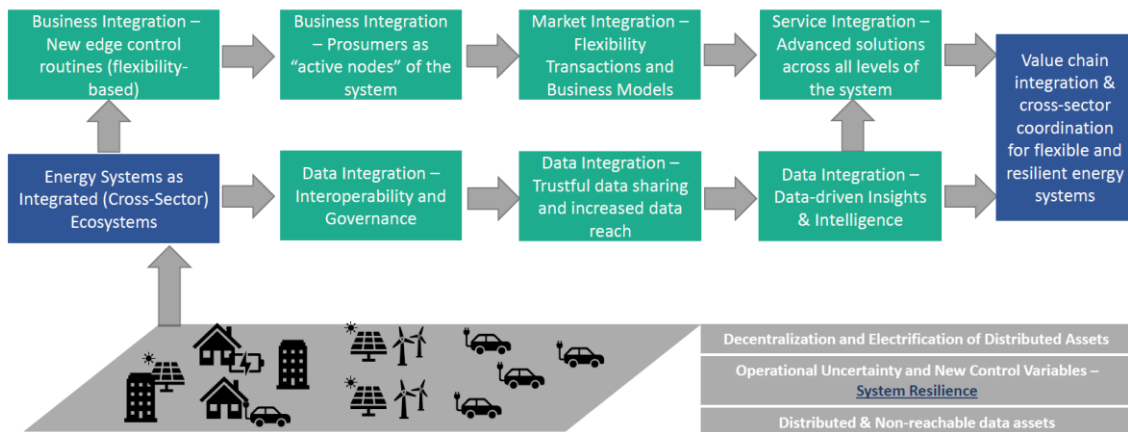 Business Integration –
New edge control
routines (flexibility-
based)
Business Integration
– Prosumers as
“active nodes” of the
system
Market Integration –
Flexibility
Transactions and
Business Models
Service Integration –
Advanced solutions
across all levels of
the system
Value chain
integration &
cross-sector
coordination
for flexible and
resilient energy
systems
Energy Systems as
Integrated (Cross-Sector)
Ecosystems
Data Integration –
Interoperability and
Governance
Data Integration –
Trustful data sharing
and increased data
reach
Data Integration –
Data-driven Insights
& Intelligence
Decentralization and Electrification of Distributed Assets
Operational Uncertainty and New Control Variables –
System Resilience
Distributed & Non-reachable data assets